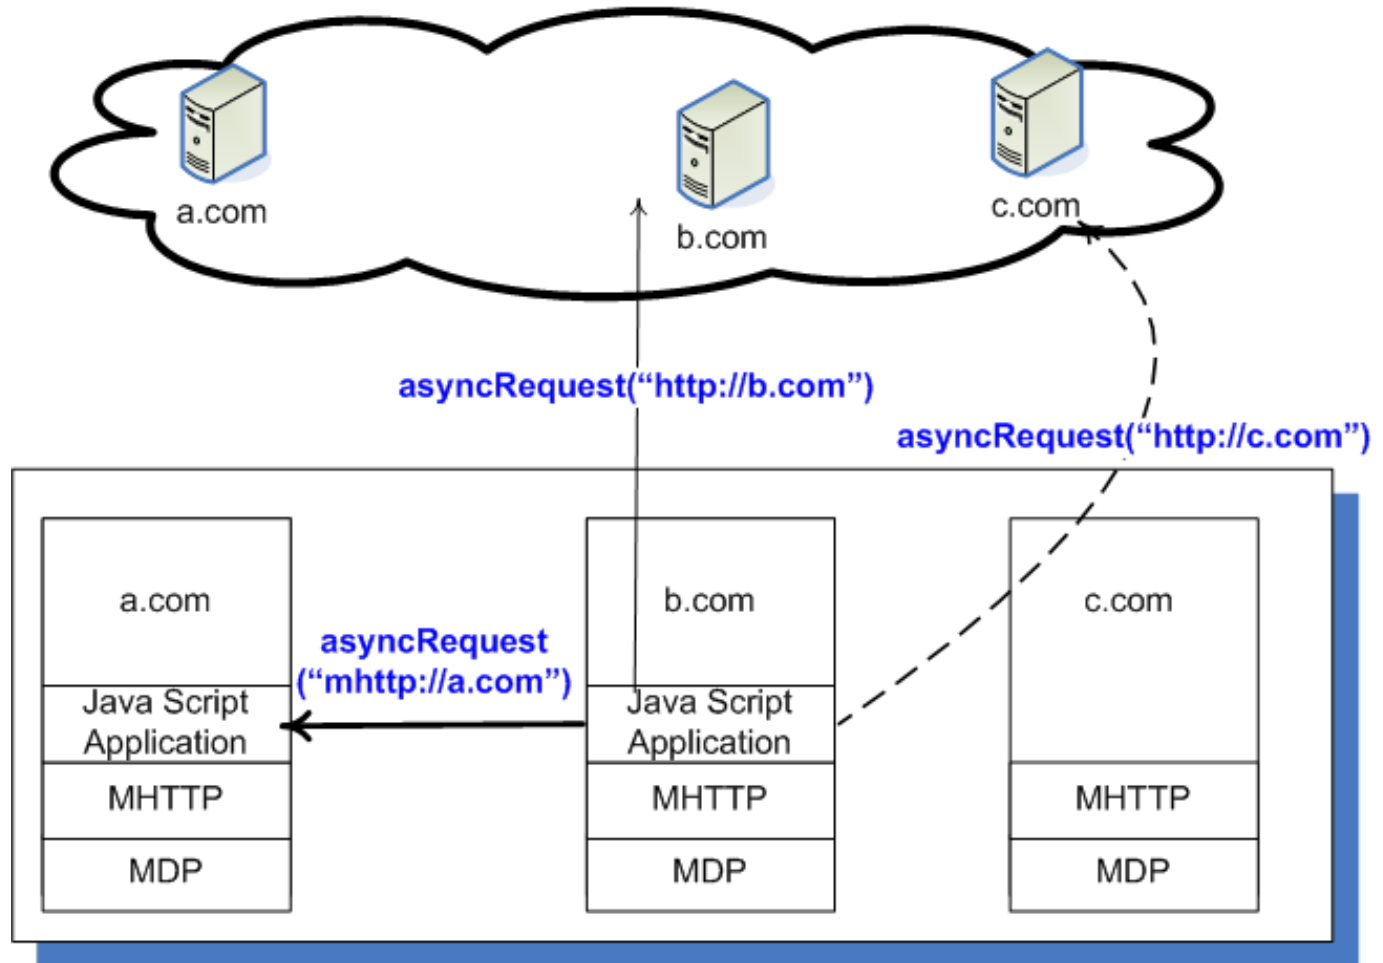 a.com
b.com
c.com
asyncRequest(“http://b.com”)
asyncRequest(“http://c.com”)
a.com
b.com
c.com
asyncRequest
(“mhttp://a.com”)
Java Script
Application
Java Script
Application
MHTTP
MHTTP
MHTTP
MDP
MDP
MDP